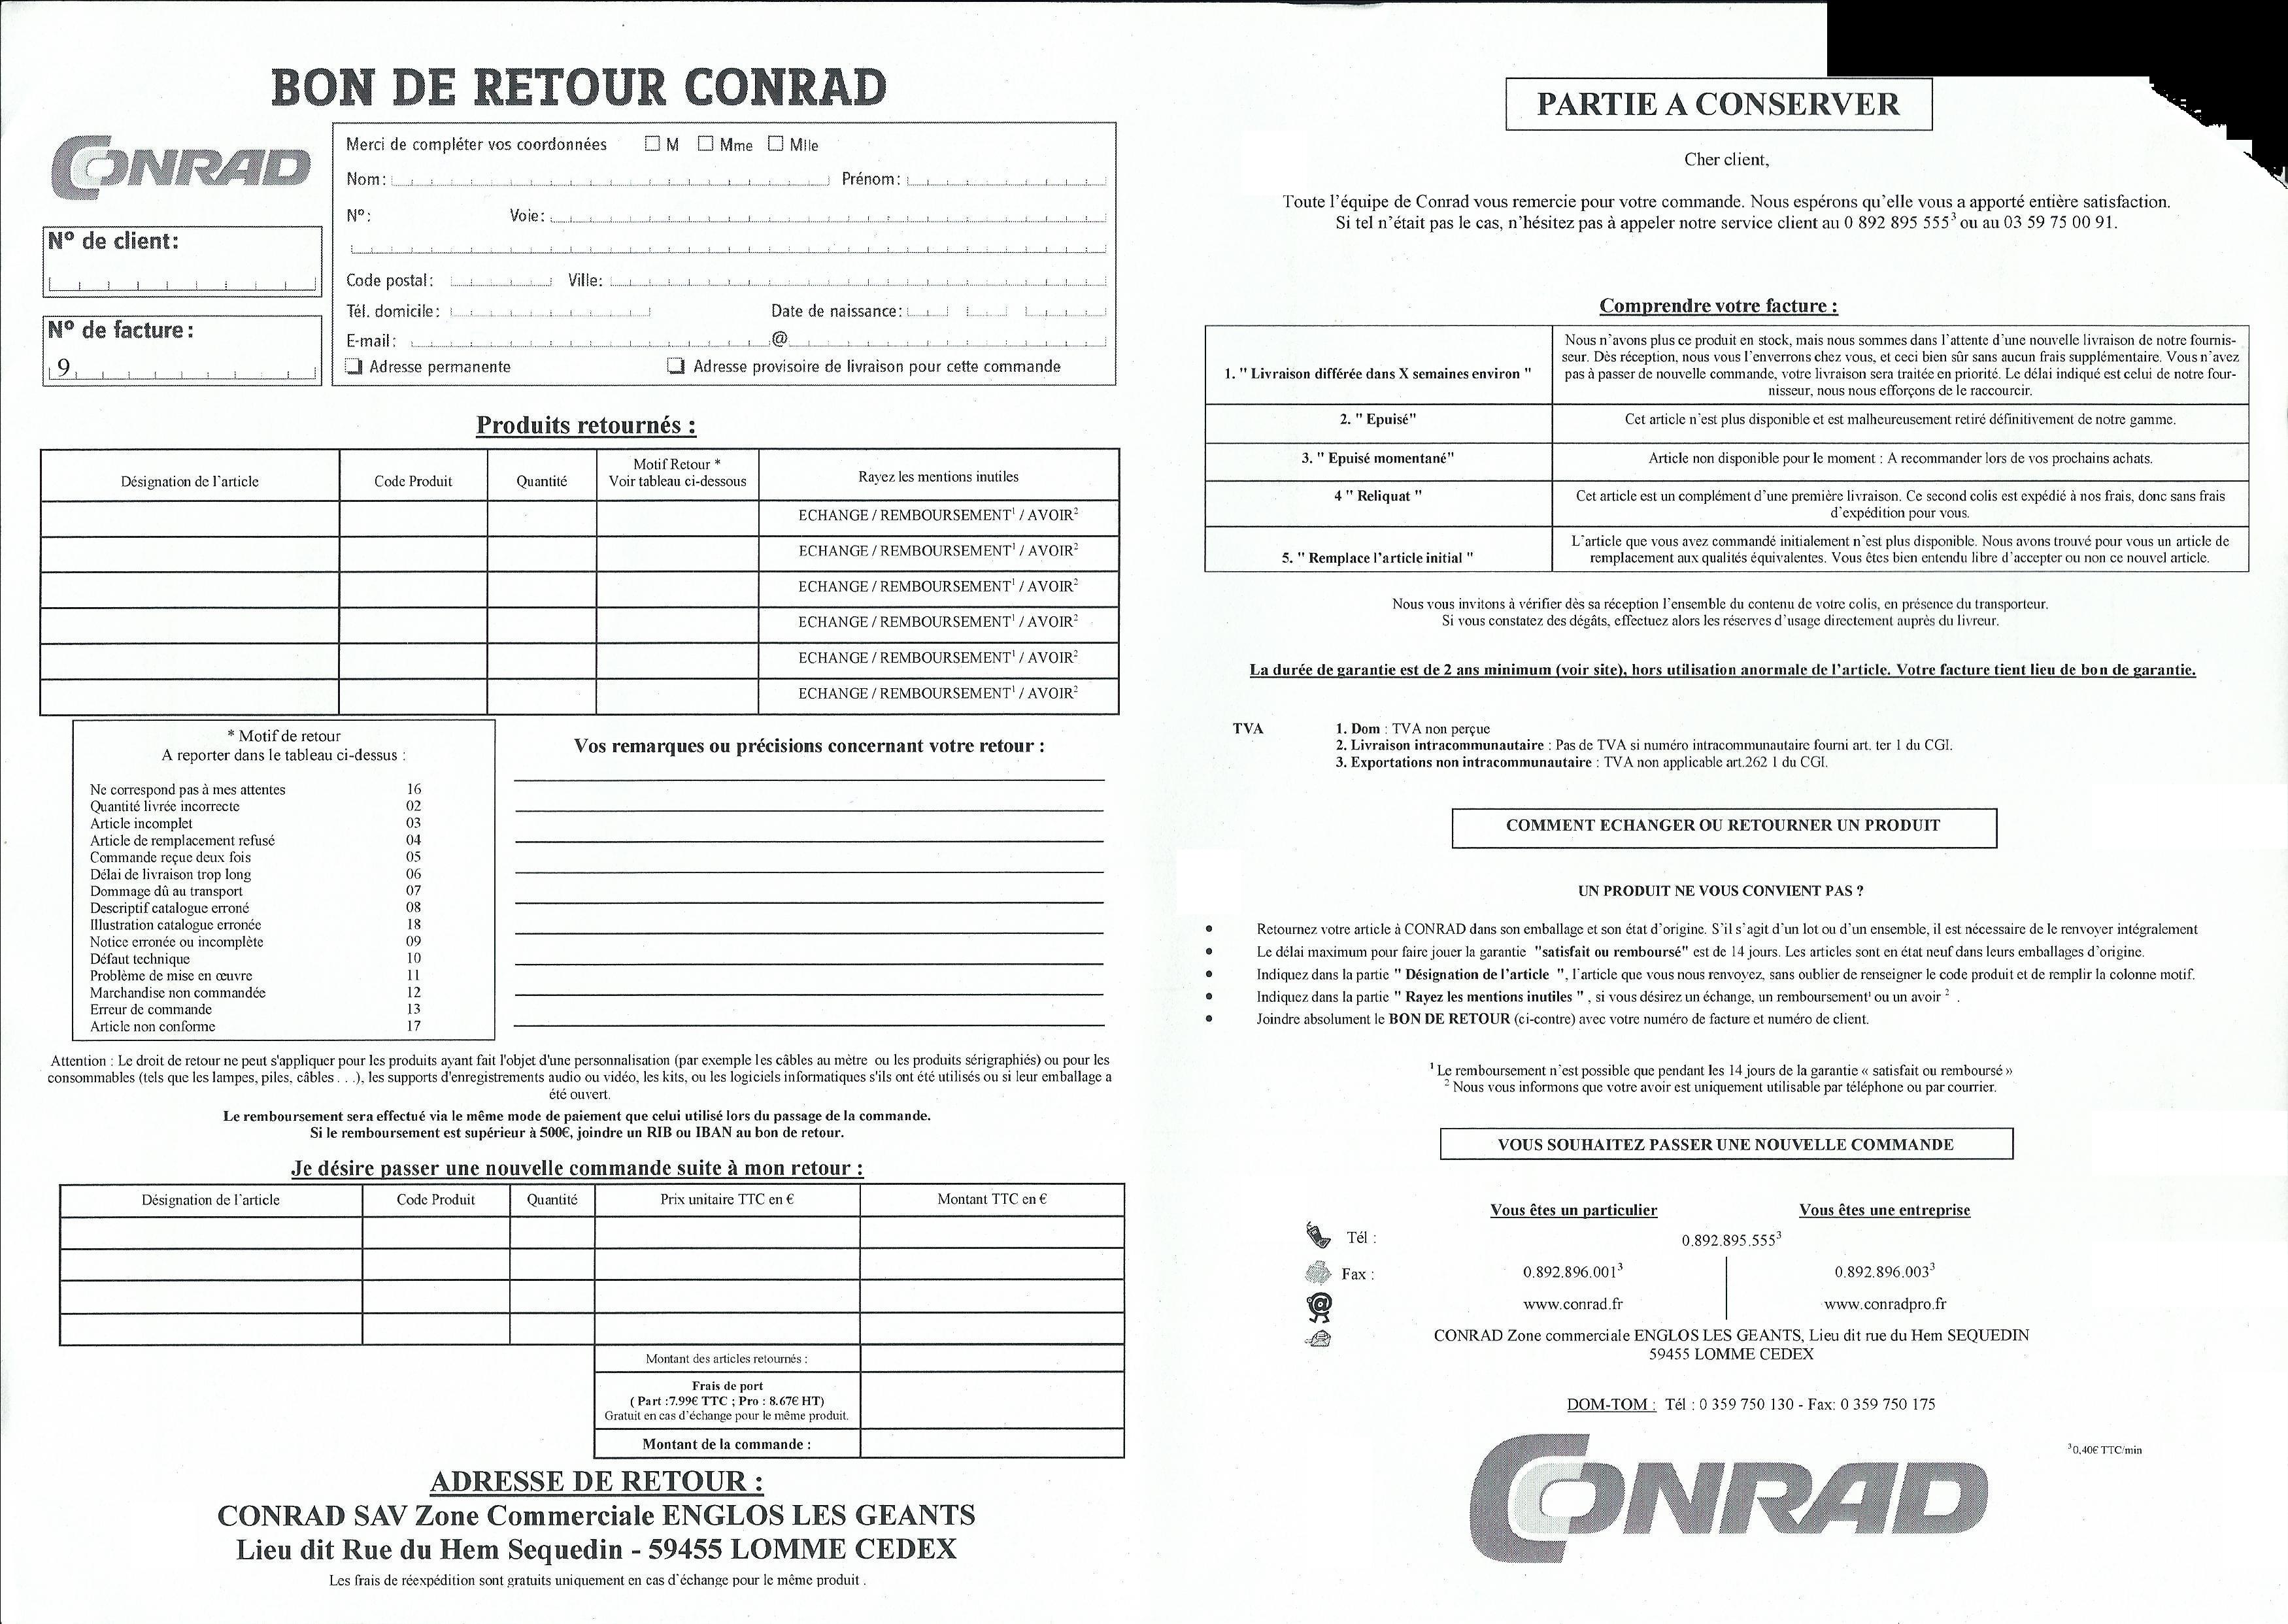 BON DE RETOUR CONRAD
CONRAD
Merci de compléter vos coordonnées M Mme Mlle
Nom: Prénom:
Nº: Voie:
Code postal: Ville:
Tél. domicile: Date de naissance:
E-mail: @
Adresse permanente Adresse provisoire de livraison pour cette commande
Nº de client:
Nº de facture:
9
Produits retournés :
Désignation de l'article Code Produit Quantité Motif Retour * Voir tableau ci-dessous Rayez les mentions inutiles
ECHANGE / REMBOURSEMENT¹ / AVOIR²
ECHANGE / REMBOURSEMENT¹ / AVOIR²
ECHANGE / REMBOURSEMENT¹ / AVOIR²
ECHANGE / REMBOURSEMENT¹ / AVOIR²
ECHANGE / REMBOURSEMENT¹ / AVOIR²
ECHANGE / REMBOURSEMENT¹ / AVOIR²
* Motif de retour
A reporter dans le tableau ci-dessus :
Ne correspond pas à mes attentes 16
Quantité livrée incorrecte 02
Article incomplet 03
Article de remplacement refusé 04
Commande reçue deux fois 05
Délai de livraison trop long 06
Dommage dû au transport 07
Descriptif catalogue erroné 08
Illustration catalogue erronée 18
Notice erronée ou incomplète 09
Défaut technique 10
Problème de mise en œuvre 11
Marchandise non commandée 12
Erreur de commande 13
Article non conforme 17
Vos remarques ou précisions concernant votre retour :
Attention : Le droit de retour ne peut s'appliquer pour les produits ayant fait l'objet d'une personnalisation (par exemple les câbles au mètre ou les produits sérigraphiés) ou pour les
consommables (tels que les lampes, piles, câbles . . .), les supports d'enregistrements audio ou vidéo, les kits, ou les logiciels informatiques s'ils ont été utilisés ou si leur emballage a
été ouvert.
Le remboursement sera effectué via le même mode de paiement que celui utilisé lors du passage de la commande.
Si le remboursement est supérieur à 500€, joindre un RIB ou IBAN au bon de retour.
Je désire passer une nouvelle commande suite à mon retour :
Désignation de l'article Code Produit Quantité Prix unitaire TTC en € Montant TTC en €
Montant des articles retournés :
Frais de port
( Part :7.99€ TTC ; Pro : 8.67€ HT)
Gratuit en cas d'échange pour le même produit.
Montant de la commande :
ADRESSE DE RETOUR :
CONRAD SAV Zone Commerciale ENGLOS LES GEANTS
Lieu dit Rue du Hem Sequedin - 59455 LOMME CEDEX
Les frais de réexpédition sont gratuits uniquement en cas d'échange pour le même produit .
PARTIE A CONSERVER
Cher client,
Toute l'équipe de Conrad vous remercie pour votre commande. Nous espérons qu'elle vous a apporté entière satisfaction.
Si tel n'était pas le cas, n'hésitez pas à appeler notre service client au 0 892 895 555³ ou au 03 59 75 00 91.
Comprendre votre facture :
1. " Livraison différée dans X semaines environ "
Nous n'avons plus ce produit en stock, mais nous sommes dans l'attente d'une nouvelle livraison de notre fournis-
seur. Dès réception, nous vous l'enverrons chez vous, et ceci bien sûr sans aucun frais supplémentaire. Vous n'avez
pas à passer de nouvelle commande, votre livraison sera traitée en priorité. Le délai indiqué est celui de notre four-
nisseur, nous nous efforçons de le raccourcir.
2. " Epuisé" Cet article n'est plus disponible et est malheureusement retiré définitivement de notre gamme.
3. " Epuisé momentané" Article non disponible pour le moment : A recommander lors de vos prochains achats.
4 " Reliquat " Cet article est un complément d'une première livraison. Ce second colis est expédié à nos frais, donc sans frais
d'expédition pour vous.
5. " Remplace l'article initial "
L'article que vous avez commandé initialement n'est plus disponible. Nous avons trouvé pour vous un article de
remplacement aux qualités équivalentes. Vous êtes bien entendu libre d'accepter ou non ce nouvel article.
Nous vous invitons à vérifier dès sa réception l'ensemble du contenu de votre colis, en présence du transporteur.
Si vous constatez des dégâts, effectuez alors les réserves d'usage directement auprès du livreur.
La durée de garantie est de 2 ans minimum (voir site), hors utilisation anormale de l'article. Votre facture tient lieu de bon de garantie.
TVA 1. Dom : TVA non perçue
2. Livraison intracommunautaire : Pas de TVA si numéro intracommunautaire fourni art. ter 1 du CGI.
3. Exportations non intracommunautaire : TVA non applicable art.262 1 du CGI.
COMMENT ECHANGER OU RETOURNER UN PRODUIT
UN PRODUIT NE VOUS CONVIENT PAS ?
• Retournez votre article à CONRAD dans son emballage et son état d'origine. S'il s'agit d'un lot ou d'un ensemble, il est nécessaire de le renvoyer intégralement
• Le délai maximum pour faire jouer la garantie "satisfait ou remboursé" est de 14 jours. Les articles sont en état neuf dans leurs emballages d'origine.
• Indiquez dans la partie " Désignation de l'article ", l'article que vous nous renvoyez, sans oublier de renseigner le code produit et de remplir la colonne motif.
• Indiquez dans la partie " Rayez les mentions inutiles " , si vous désirez un échange, un remboursement¹ ou un avoir ² .
• Joindre absolument le BON DE RETOUR (ci-contre) avec votre numéro de facture et numéro de client.
¹ Le remboursement n'est possible que pendant les 14 jours de la garantie « satisfait ou remboursé »
² Nous vous informons que votre avoir est uniquement utilisable par téléphone ou par courrier.
VOUS SOUHAITEZ PASSER UNE NOUVELLE COMMANDE
Vous êtes un particulier Vous êtes une entreprise
Tél : 0.892.895.555³
Fax : 0.892.896.001³ 0.892.896.003³
www.conrad.fr www.conradpro.fr
CONRAD Zone commerciale ENGLOS LES GEANTS, Lieu dit rue du Hem SEQUEDIN
59455 LOMME CEDEX
DOM-TOM : Tél : 0 359 750 130 - Fax: 0 359 750 175
³ 0,40€ TTC/min
CONRAD